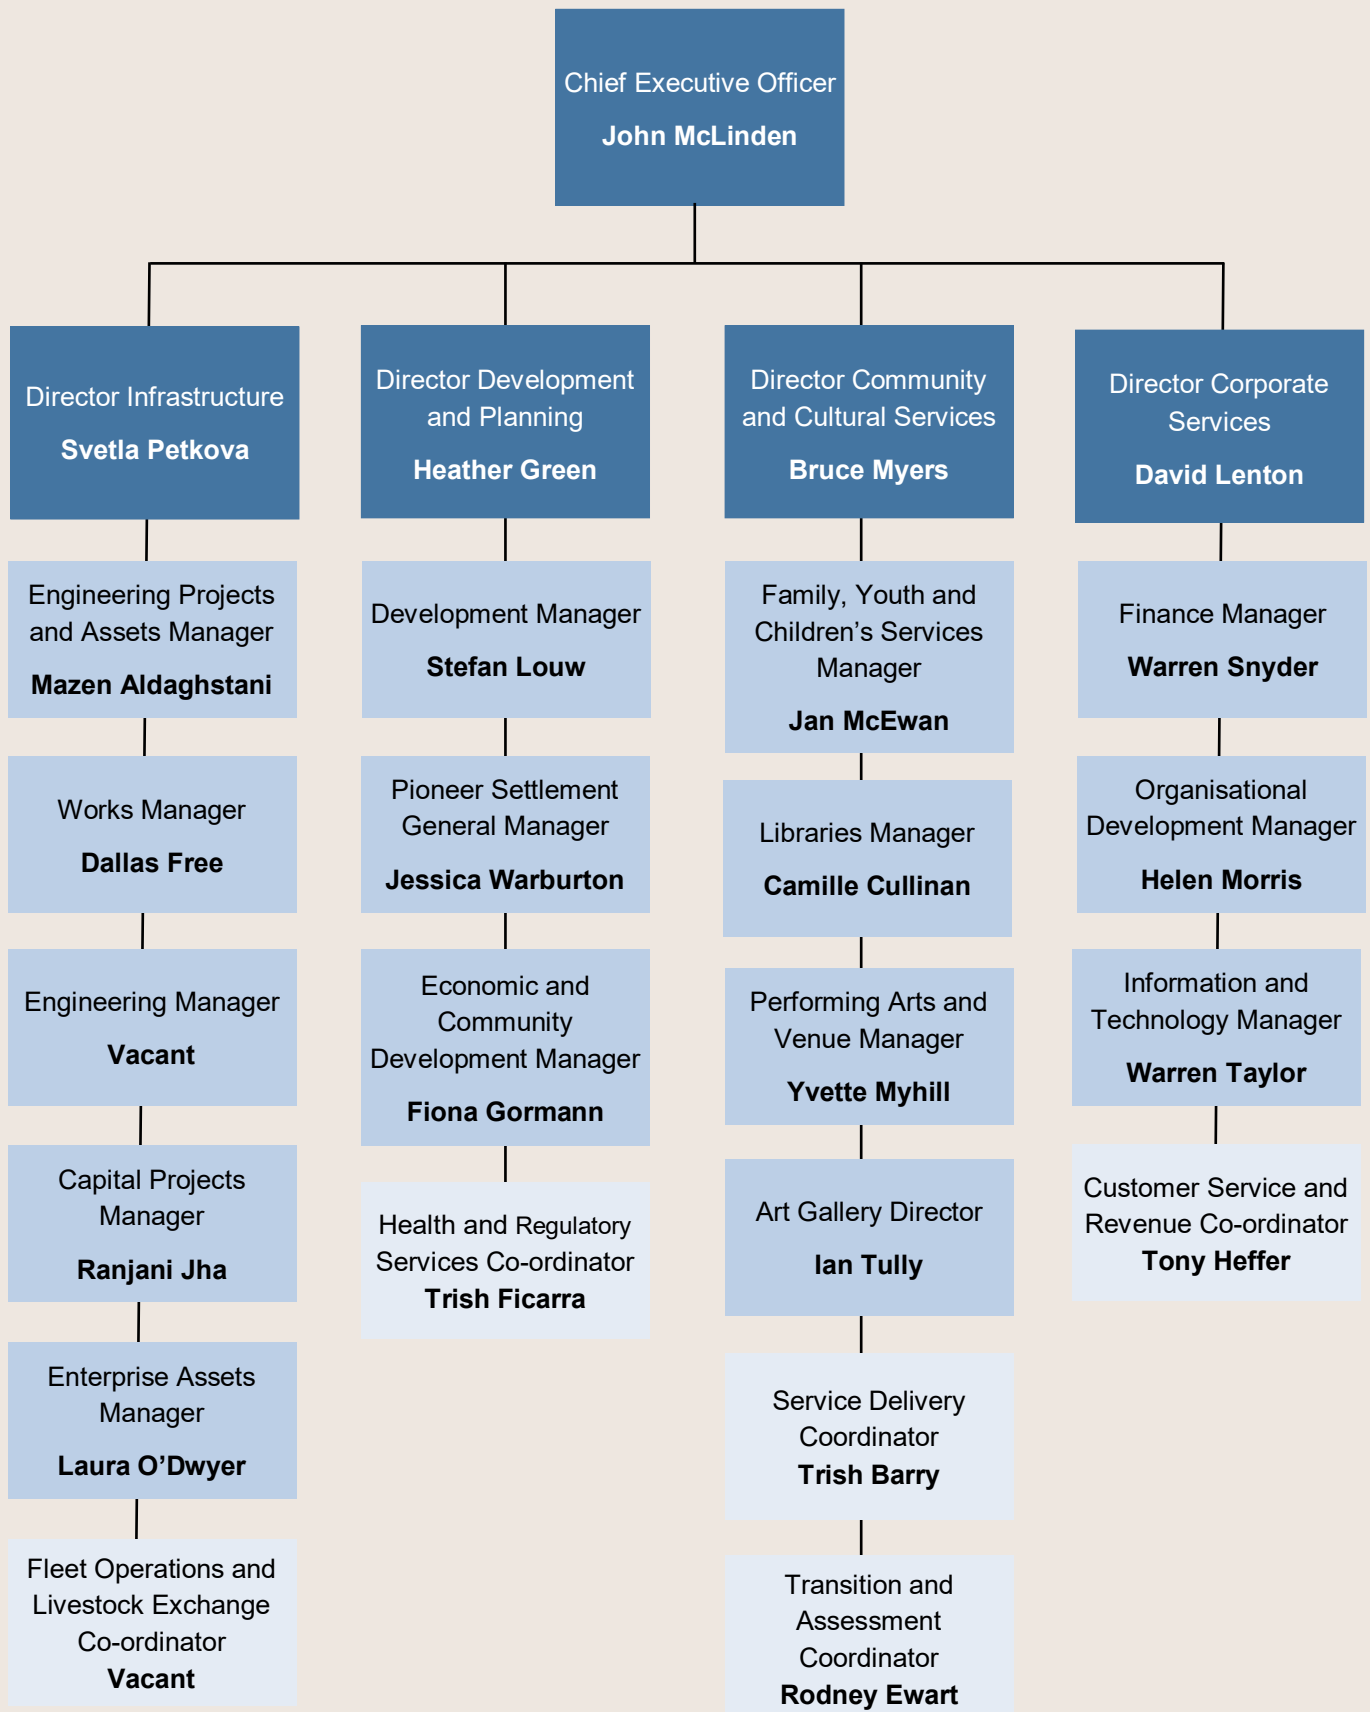 Chief Executive Officer
John McLinden
Director Infrastructure
Svetla Petkova
Director Development
and Planning
Heather Green
Director Community
and Cultural Services
Bruce Myers
Director Corporate
Services
David Lenton
Engineering Projects
and Assets Manager
Mazen Aldaghstani
Works Manager
Dallas Free
Engineering Manager
Vacant
Capital Projects
Manager
Ranjani Jha
Enterprise Assets
Manager
Laura O’Dwyer
Fleet Operations and
Livestock Exchange
Co-ordinator
Vacant
Development Manager
Stefan Louw
Pioneer Settlement
General Manager
Jessica Warburton
Economic and
Community
Development Manager
Fiona Gormann
Health and Regulatory
Services Co-ordinator
Trish Ficarra
Family, Youth and
Children’s Services
Manager
Jan McEwan
Libraries Manager
Camille Cullinan
Performing Arts and
Venue Manager
Yvette Myhill
Art Gallery Director
Ian Tully
Service Delivery
Coordinator
Trish Barry
Transition and
Assessment
Coordinator
Rodney Ewart
Finance Manager
Warren Snyder
Organisational
Development Manager
Helen Morris
Information and
Technology Manager
Warren Taylor
Customer Service and
Revenue Co-ordinator
Tony Heffer